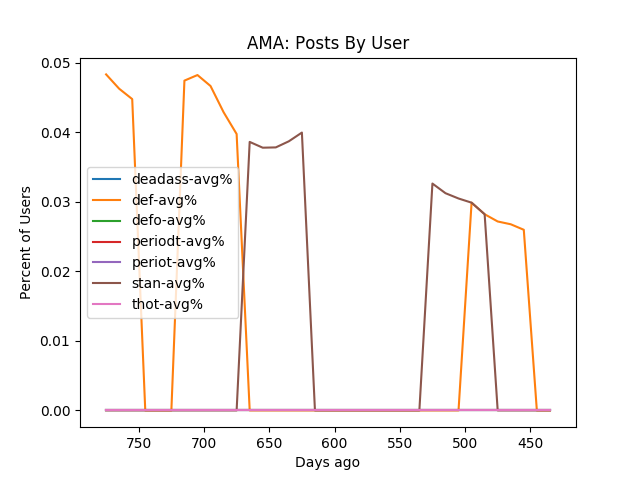 AMA: Posts By User
Percent of Users
0.05
0.04
0.03
0.02
0.01
0.00
deadass-avg%
def-avg%
defo-avg%
periodt-avg%
periot-avg%
stan-avg%
thot-avg%
750 700 650 600 550 500 450
Days ago